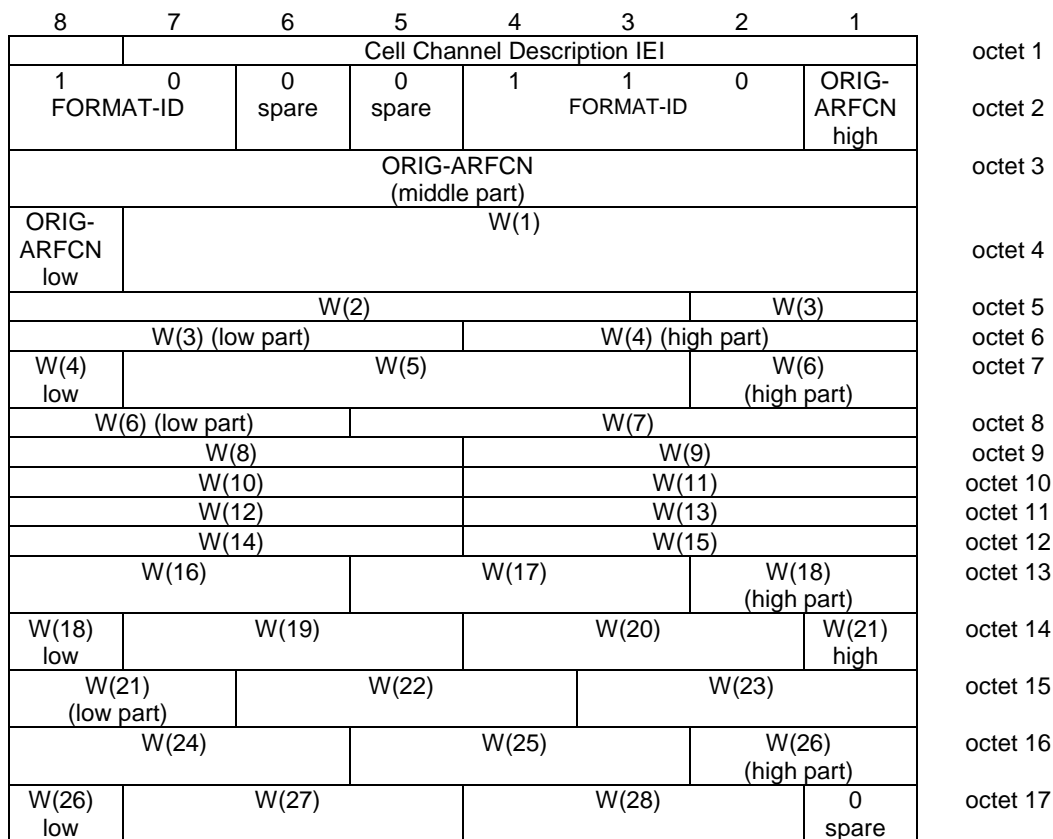 8 7 6 5 4 3 2 1
Cell Channel Description IEI octet 1
1 0 0 0 1 1 0 ORIG-
FORMAT-ID spare spare FORMAT-ID ARFCN octet 2
high
ORIG-ARFCN octet 3
(middle part)
ORIG- W(1)
ARFCN octet 4
low
W(2) W(3) octet 5
W(3) (low part) W(4) (high part) octet 6
W(4) W(5) W(6) octet 7
low (high part)
W(6) (low part) W(7) octet 8
W(8) W(9) octet 9
W(10) W(11) octet 10
W(12) W(13) octet 11
W(14) W(15) octet 12
W(16) W(17) W(18) octet 13
(high part)
W(18) W(19) W(20) W(21) octet 14
low high
W(21) W(22) W(23) octet 15
(low part)
W(24) W(25) W(26) octet 16
(high part)
W(26) W(27) W(28) 0 octet 17
low spare